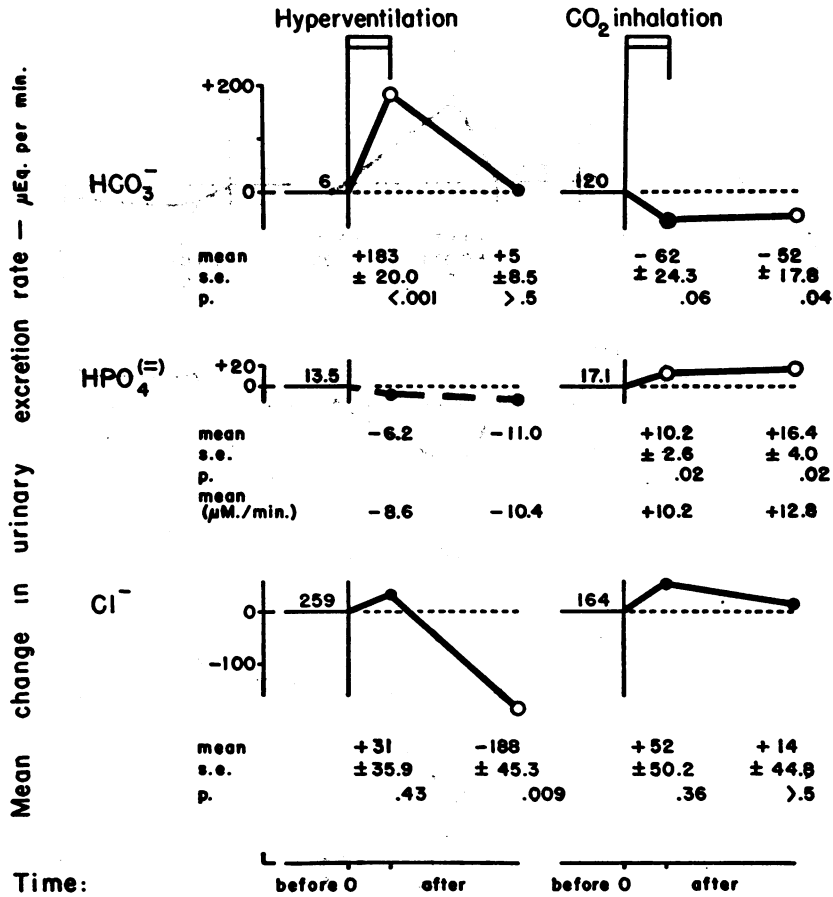 Hyperventilation CO2 inhalation
Mean change in urinary excretion rate — µEq. per min.
+200
HCO3−
0 6 120
mean +183 +5 − 62 − 52
s.e. ± 20.0 ±8.5 ± 24.3 ± 17.8
p. <.001 >.5 .06 .04
HPO4(=)
+20
0 13.5 17.1
mean −6.2 −11.0 +10.2 +16.4
s.e. ± 2.6 ± 4.0
p. .02 .02
mean
(µM./min.) −8.6 −10.4 +10.2 +12.8
Cl−
0 259 164
−100
mean +31 −188 +52 +14
s.e. ±35.9 ± 45.3 ±50.2 ± 44.8
p. .43 .009 .36 >.5
Time: before 0 after before 0 after